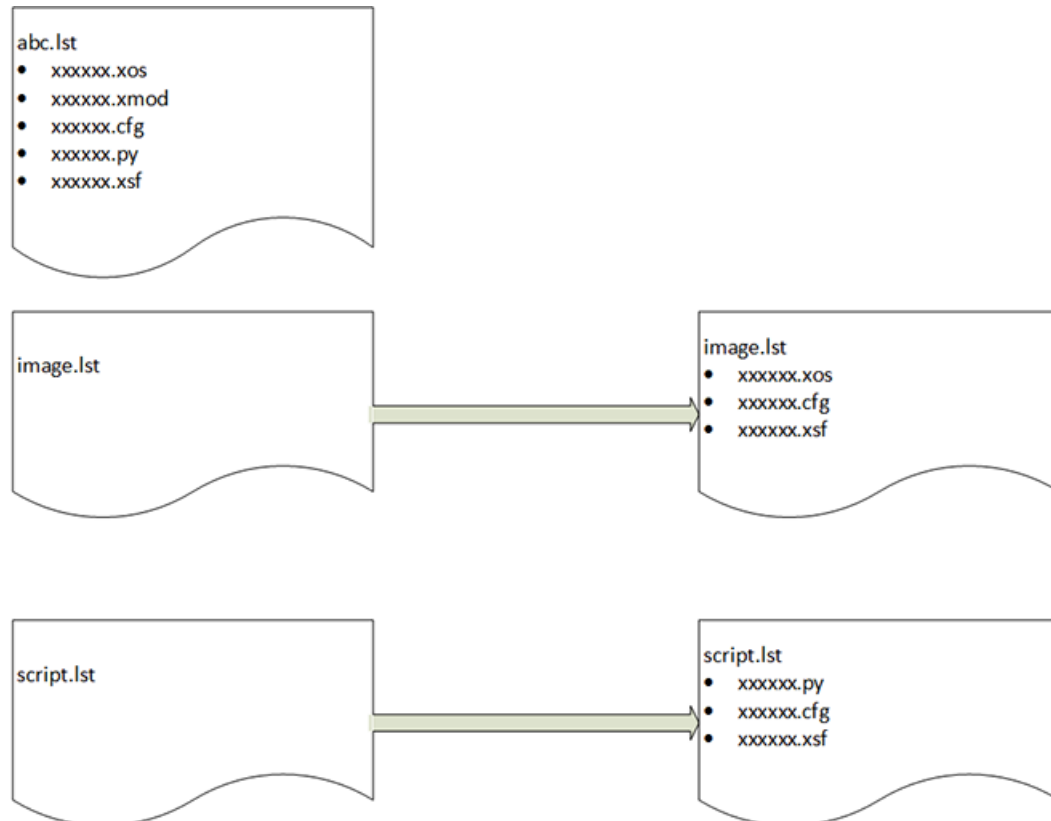 abc.lst
• xxxxxx.xos
• xxxxxx.xmod
• xxxxxx.cfg
• xxxxxx.py
• xxxxxx.xsf
image.lst
image.lst
• xxxxxx.xos
• xxxxxx.cfg
• xxxxxx.xsf
script.lst
script.lst
• xxxxxx.py
• xxxxxx.cfg
• xxxxxx.xsf